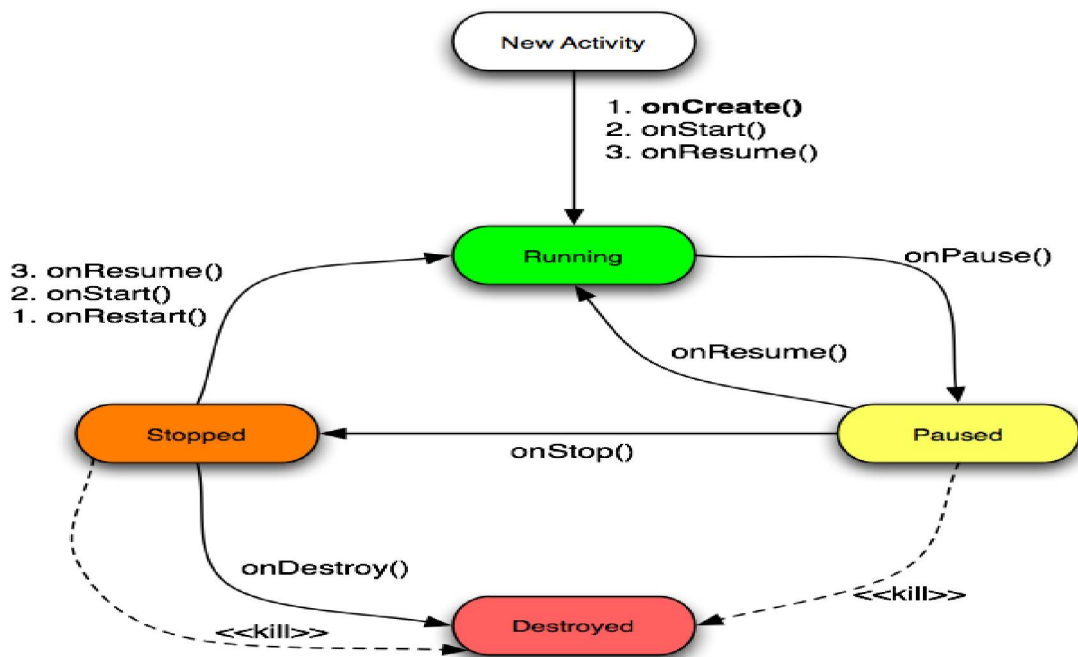 New Activity
1. onCreate()
2. onStart()
3. onResume()
Running
onPause()
3. onResume()
2. onStart()
1. onRestart()
onResume()
Stopped
Paused
onStop()
onDestroy()
<<kill>>
<<kill>>
Destroyed